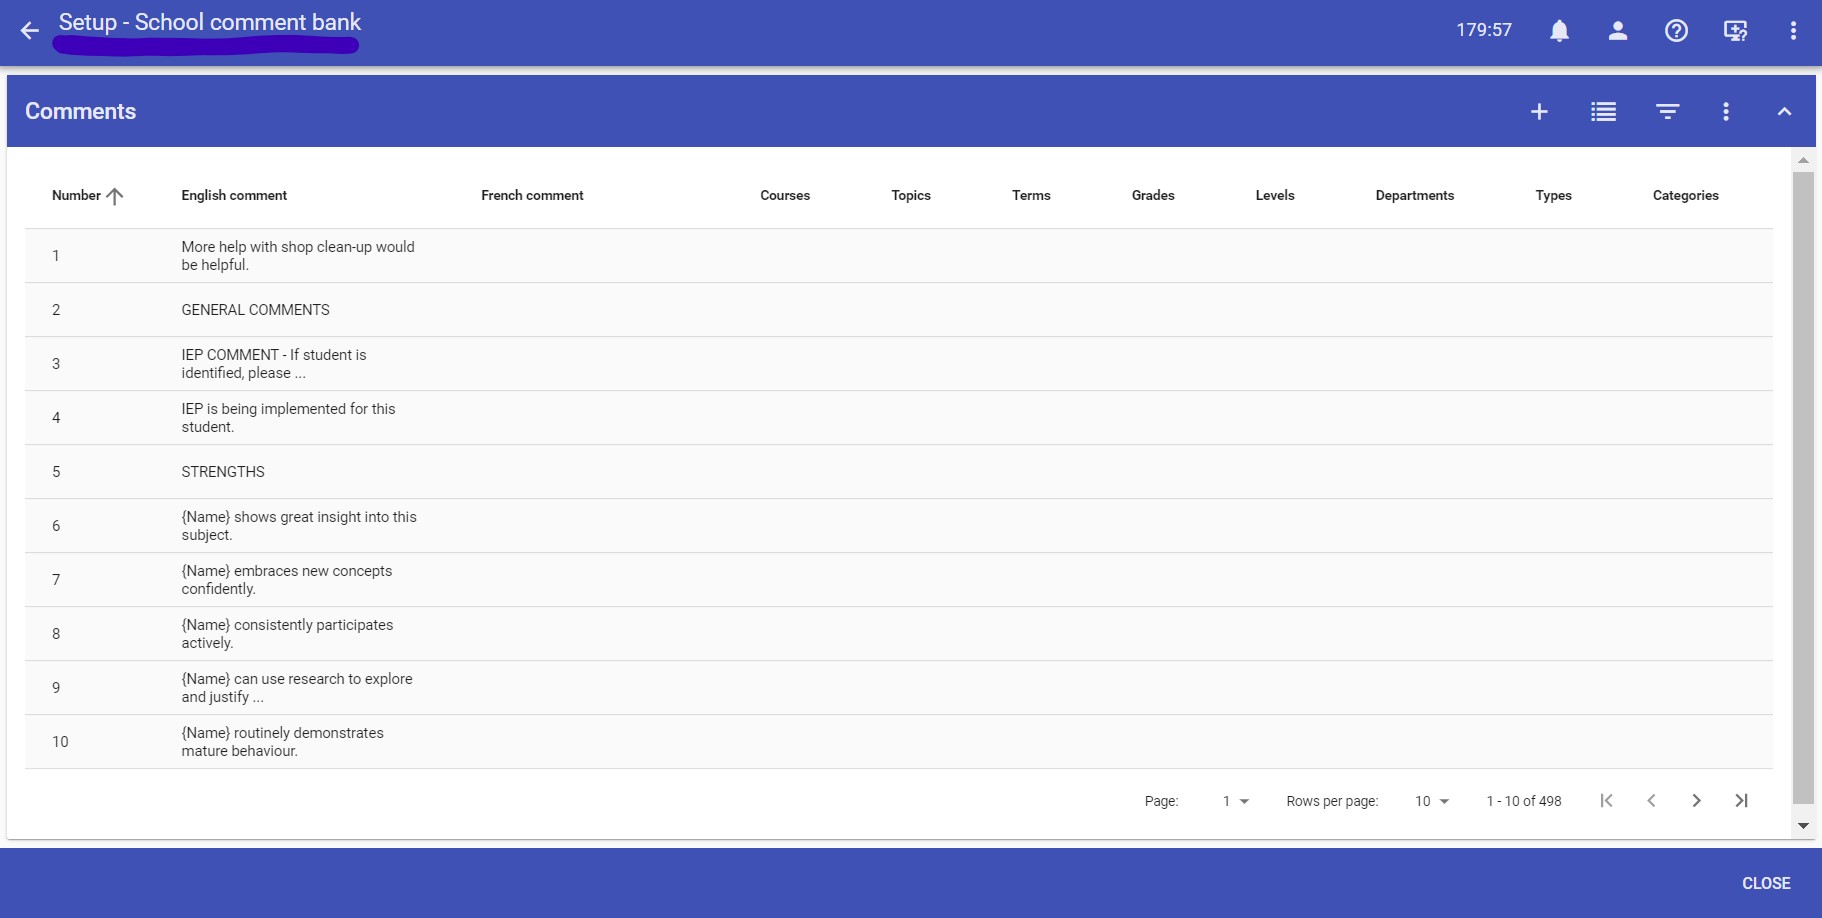 Setup - School comment bank
179:57
Comments
Number English comment French comment Courses Topics Terms Grades Levels Departments Types Categories
1 More help with shop clean-up would
be helpful.
2 GENERAL COMMENTS
3 IEP COMMENT - If student is
identified, please ...
4 IEP is being implemented for this
student.
5 STRENGTHS
6 {Name} shows great insight into this
subject.
7 {Name} embraces new concepts
confidently.
8 {Name} consistently participates
actively.
9 {Name} can use research to explore
and justify ...
10 {Name} routinely demonstrates
mature behaviour.
Page: 1 Rows per page: 10 1 - 10 of 498
CLOSE